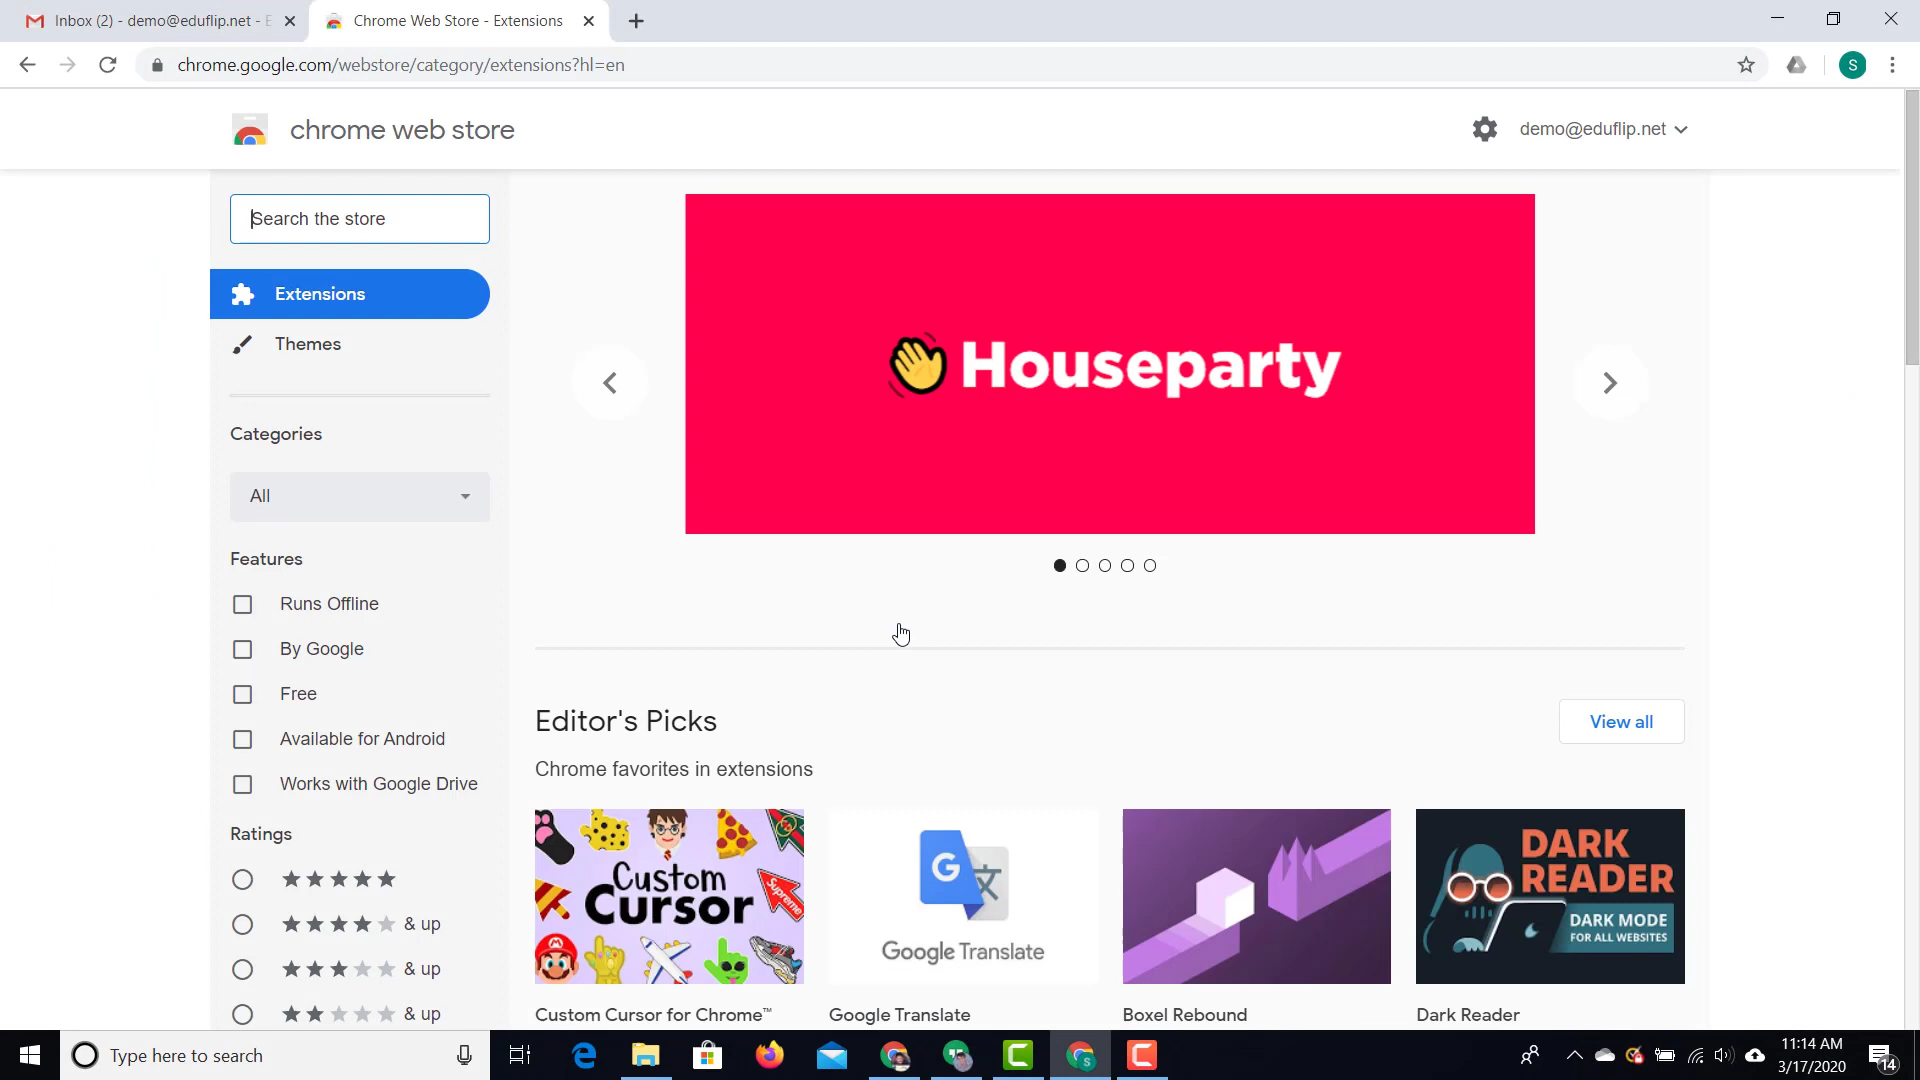 Inbox (2) - demo@eduflip.net - E
Chrome Web Store - Extensions
chrome.google.com/webstore/category/extensions?hl=en
S
chrome web store
demo@eduflip.net
Search the store
Extensions
Themes
Categories
All
Features
Runs Offline
By Google
Free
Available for Android
Works with Google Drive
Ratings
& up
& up
& up
Houseparty
Editor's Picks
View all
Chrome favorites in extensions
Custom
Cursor
Supreme
G
Google Translate
DARK
READER
DARK MODE
FOR ALL WEBSITES
Custom Cursor for Chrome™
Google Translate
Boxel Rebound
Dark Reader
Type here to search
11:14 AM
3/17/2020
14